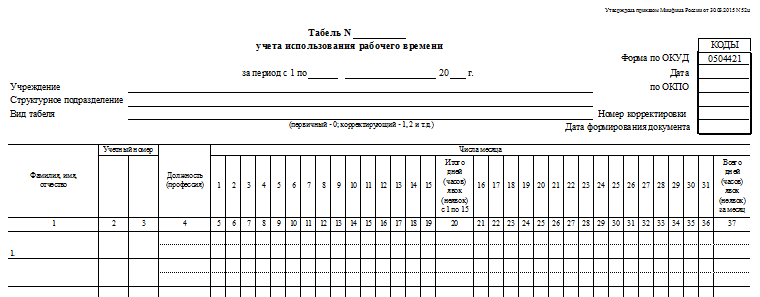 Утверждена приказом Минфина России от 30.03.2015 N 52н
Табель N
учета использования рабочего времени
КОДЫ
Форма по ОКУД 0504421
за период с 1 по 20 г. Дата
Учреждение по ОКПО
Структурное подразделение
Вид табеля Номер корректировки
(первичный - 0; корректирующий - 1, 2 и т.д.) Дата формирования документа
Фамилия, имя, отчество
Учетный номер
Должность (профессия)
Числа месяца
1 2 3 4 5 6 7 8 9 10 11 12 13 14 15
Итого
дней
(часов)
явок
(неявок)
с 1 по 15
16 17 18 19 20 21 22 23 24 25 26 27 28 29 30 31
Всего
дней
(часов)
явок
(неявок)
за месяц
1 2 3 4 5 6 7 8 9 10 11 12 13 14 15 16 17 18 19 20 21 22 23 24 25 26 27 28 29 30 31 32 33 34 35 36 37
1.